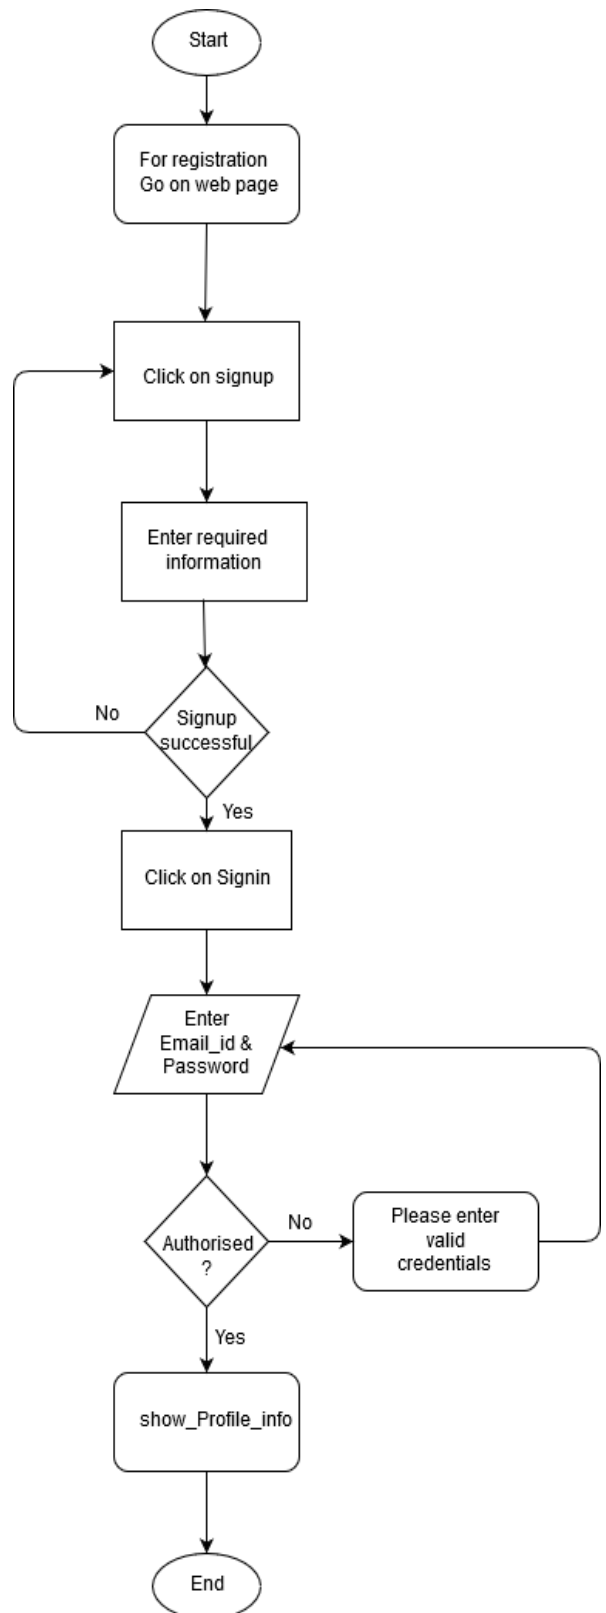 Start
For registration
Go on web page
Click on signup
Enter required
information
No
Signup
successful
Yes
Click on Signin
Enter
Email_id &
Password
Authorised
?
No
Please enter
valid
credentials
Yes
show_Profile_info
End